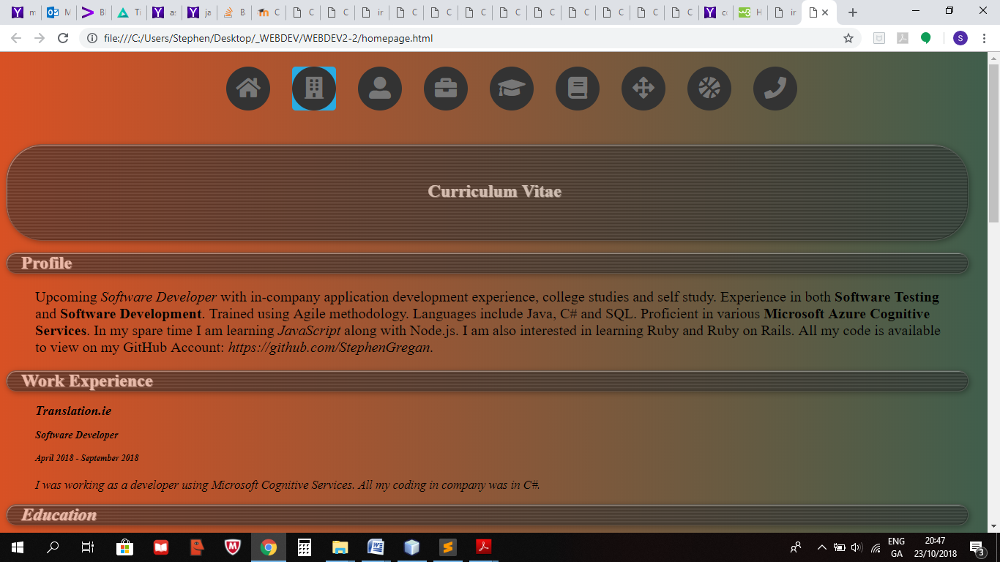 m
M
Bl
Ti
as
ja
B
C
C
C
in
C
C
C
C
C
C
C
C
C
co
H
in
file:///C:/Users/Stephen/Desktop/_WEBDEV/WEBDEV2-2/homepage.html
S
Curriculum Vitae
Profile
Upcoming Software Developer with in-company application development experience, college studies and self study. Experience in both Software Testing
and Software Development. Trained using Agile methodology. Languages include Java, C# and SQL. Proficient in various Microsoft Azure Cognitive
Services. In my spare time I am learning JavaScript along with Node.js. I am also interested in learning Ruby and Ruby on Rails. All my code is available
to view on my GitHub Account: https://github.com/StephenGregan.
Work Experience
Translation.ie
Software Developer
April 2018 - September 2018
I was working as a developer using Microsoft Cognitive Services. All my coding in company was in C#.
Education
ENG
GA
20:47
23/10/2018
3